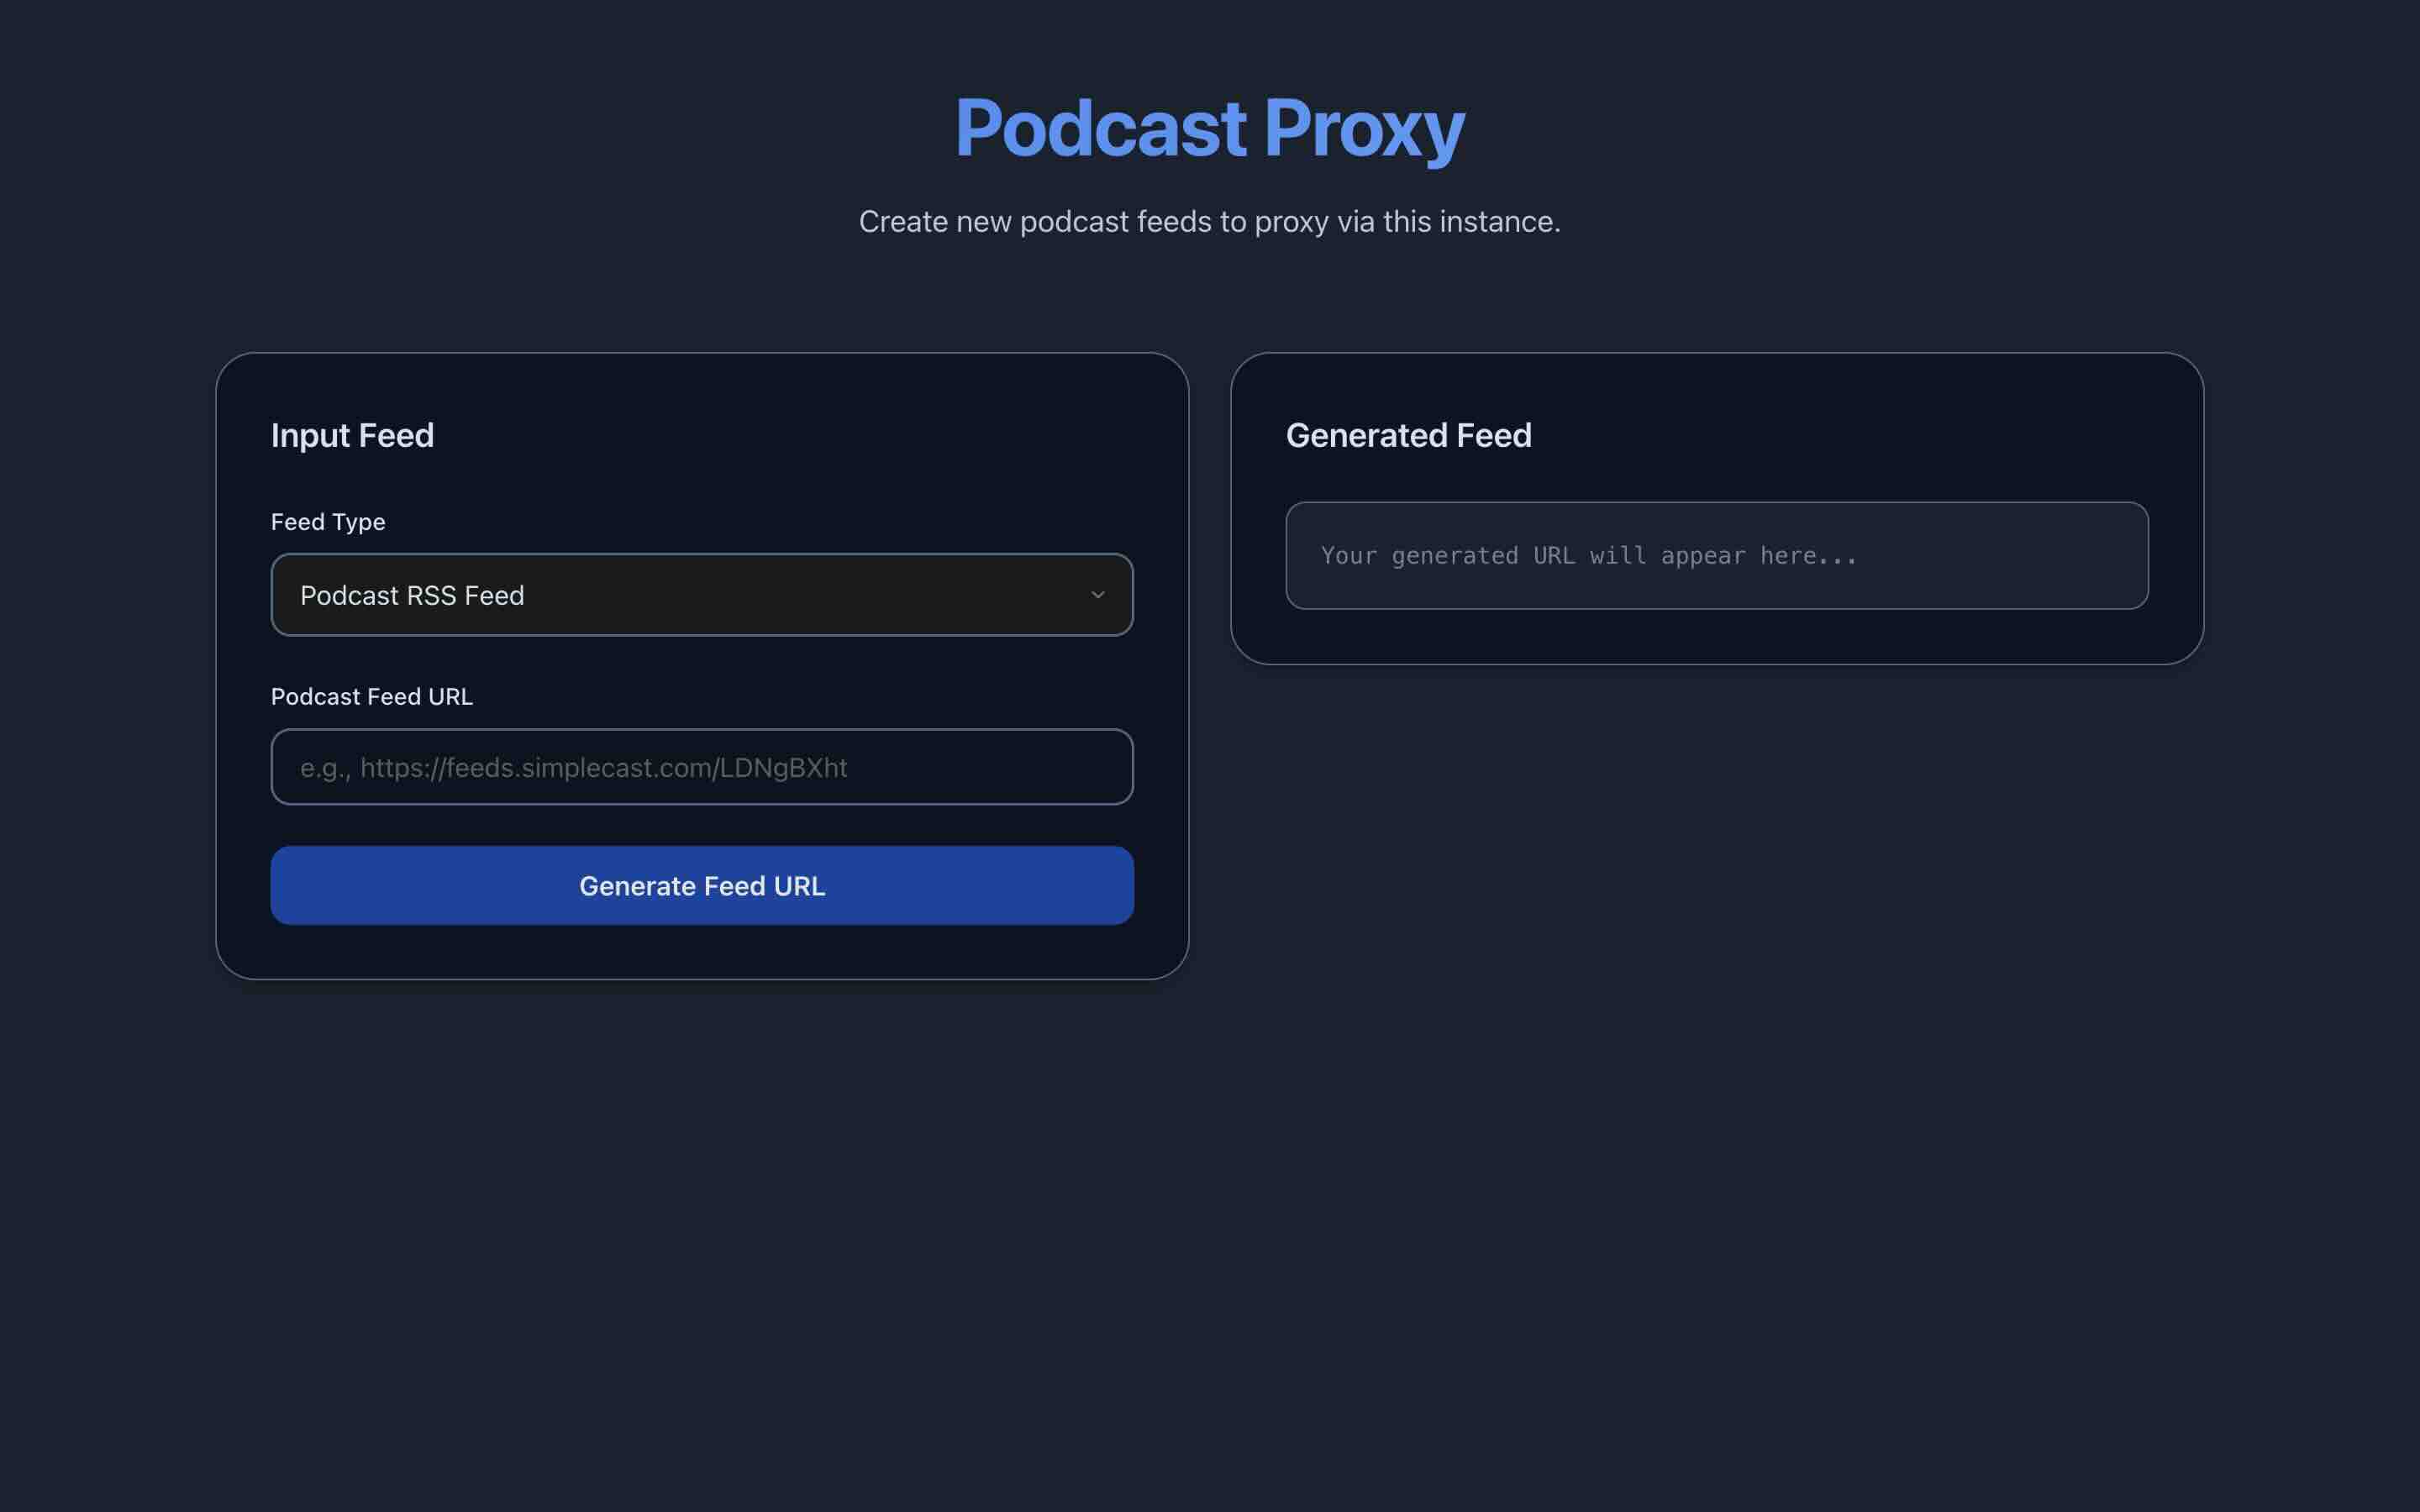 Podcast Proxy
Create new podcast feeds to proxy via this instance.
Input Feed
Feed Type
Podcast RSS Feed
Podcast Feed URL
e.g., https://feeds.simplecast.com/LDNgBXht
Generate Feed URL
Generated Feed
Your generated URL will appear here...